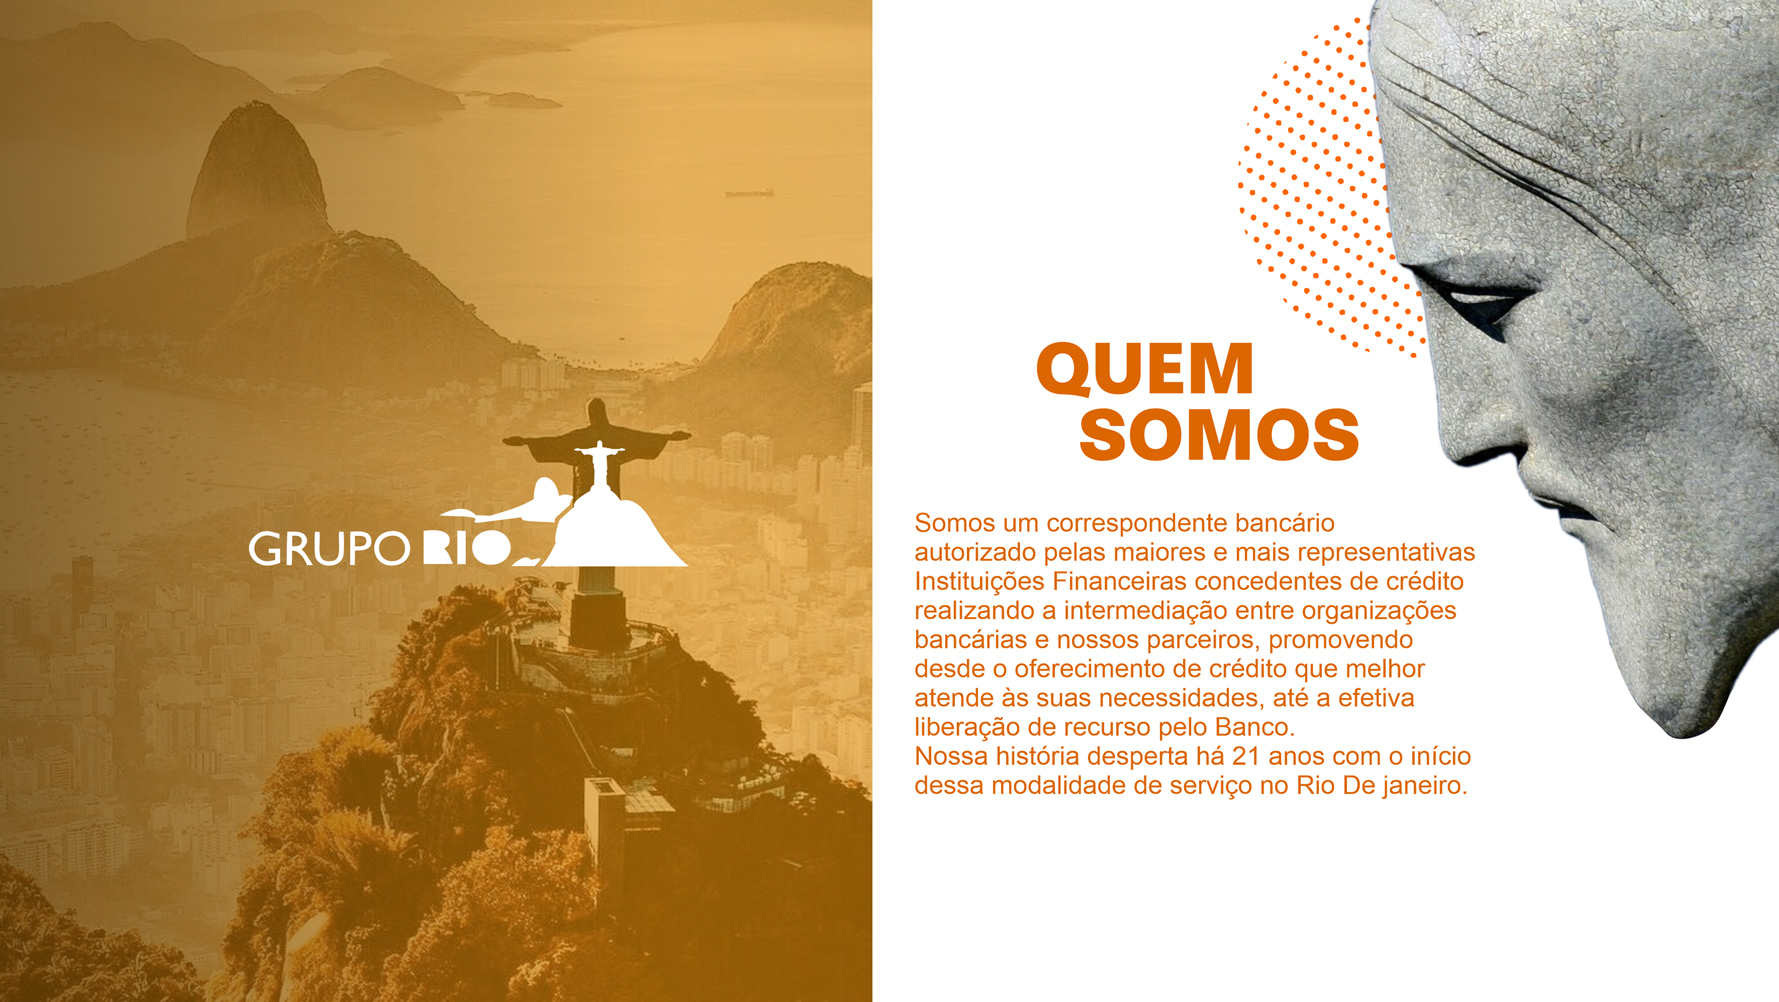 GRUPO RIO
QUEM
SOMOS
Somos um correspondente bancário
autorizado pelas maiores e mais representativas
Instituições Financeiras concedentes de crédito
realizando a intermediação entre organizações
bancárias e nossos parceiros, promovendo
desde o oferecimento de crédito que melhor
atende às suas necessidades, até a efetiva
liberação de recurso pelo Banco.
Nossa história desperta há 21 anos com o início
dessa modalidade de serviço no Rio De janeiro.